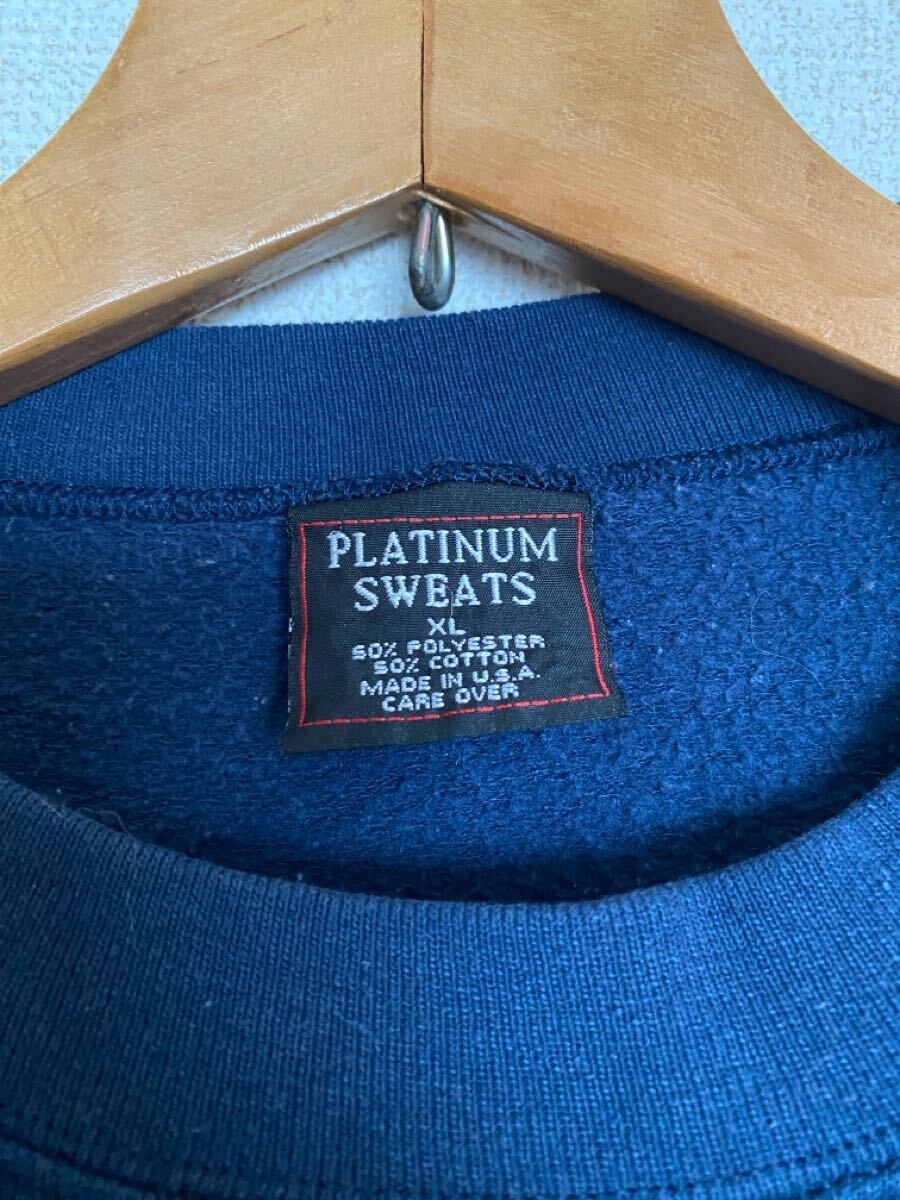 PLATINUM
SWEATS
XL
50% POLYESTER
50% COTTON
MADE IN U.S.A.
CARE OVER